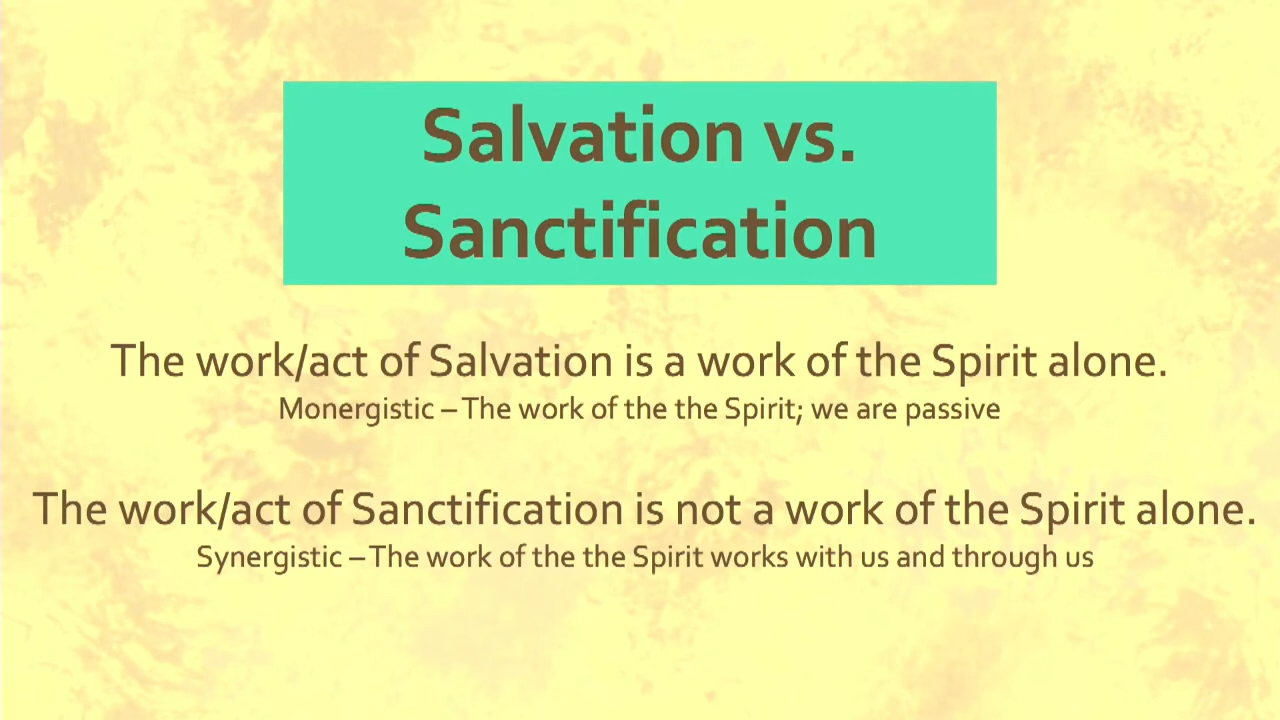 Salvation vs.
Sanctification
The work/act of Salvation is a work of the Spirit alone.
Monergistic – The work of the the Spirit; we are passive
The work/act of Sanctification is not a work of the Spirit alone.
Synergistic – The work of the the Spirit works with us and through us